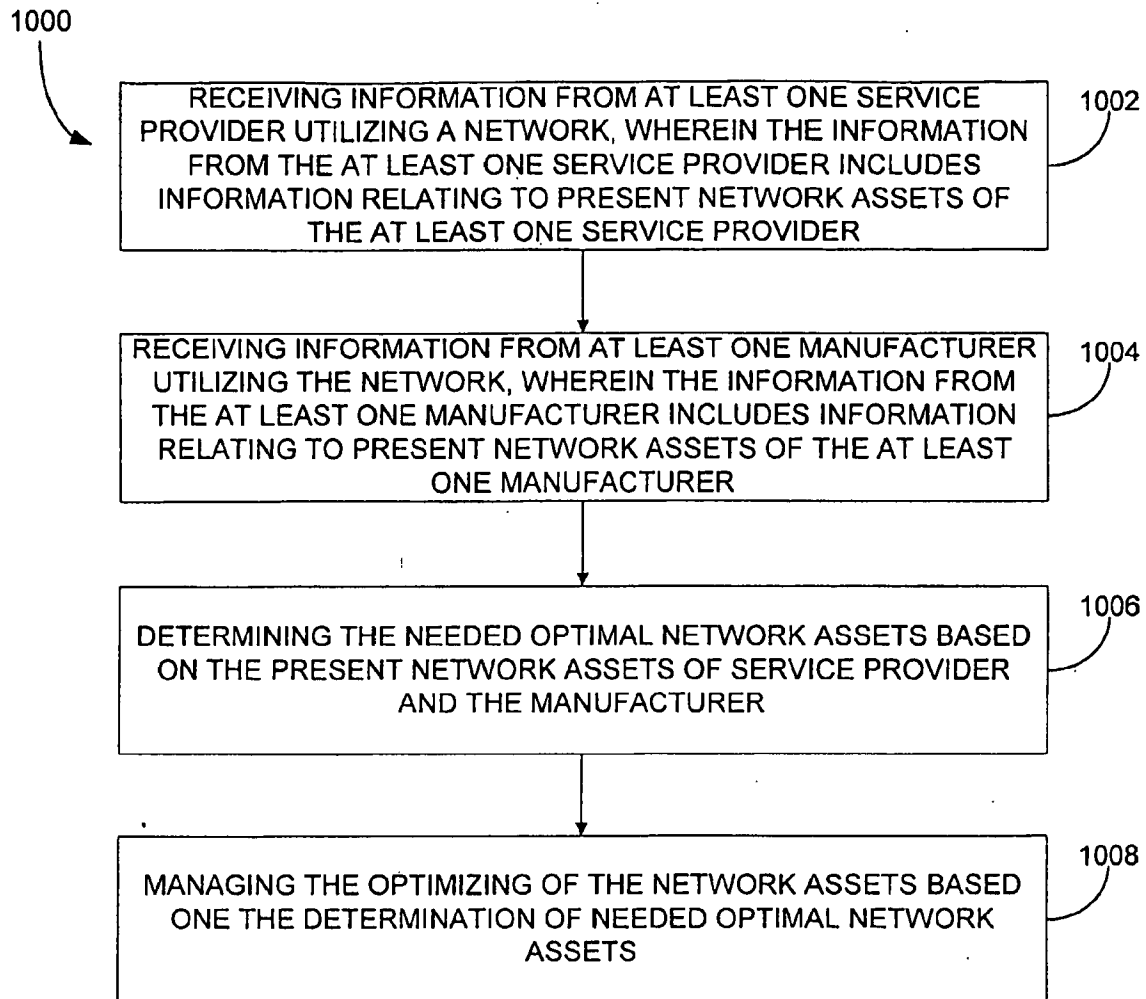 1000
RECEIVING INFORMATION FROM AT LEAST ONE SERVICE
PROVIDER UTILIZING A NETWORK, WHEREIN THE INFORMATION
FROM THE AT LEAST ONE SERVICE PROVIDER INCLUDES
INFORMATION RELATING TO PRESENT NETWORK ASSETS OF
THE AT LEAST ONE SERVICE PROVIDER
1002
RECEIVING INFORMATION FROM AT LEAST ONE MANUFACTURER
UTILIZING THE NETWORK, WHEREIN THE INFORMATION FROM
THE AT LEAST ONE MANUFACTURER INCLUDES INFORMATION
RELATING TO PRESENT NETWORK ASSETS OF THE AT LEAST
ONE MANUFACTURER
1004
DETERMINING THE NEEDED OPTIMAL NETWORK ASSETS BASED
ON THE PRESENT NETWORK ASSETS OF SERVICE PROVIDER
AND THE MANUFACTURER
1006
MANAGING THE OPTIMIZING OF THE NETWORK ASSETS BASED
ONE THE DETERMINATION OF NEEDED OPTIMAL NETWORK
ASSETS
1008